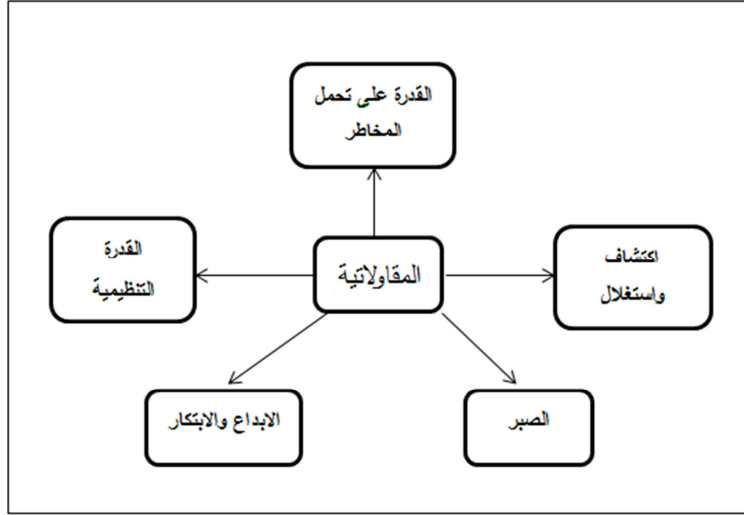 القدرة على تحمل
المخاطر
اكتشاف
واستغلال
المقاولاتية
القدرة
التنظيمية
الصبر
الابداع والابتكار